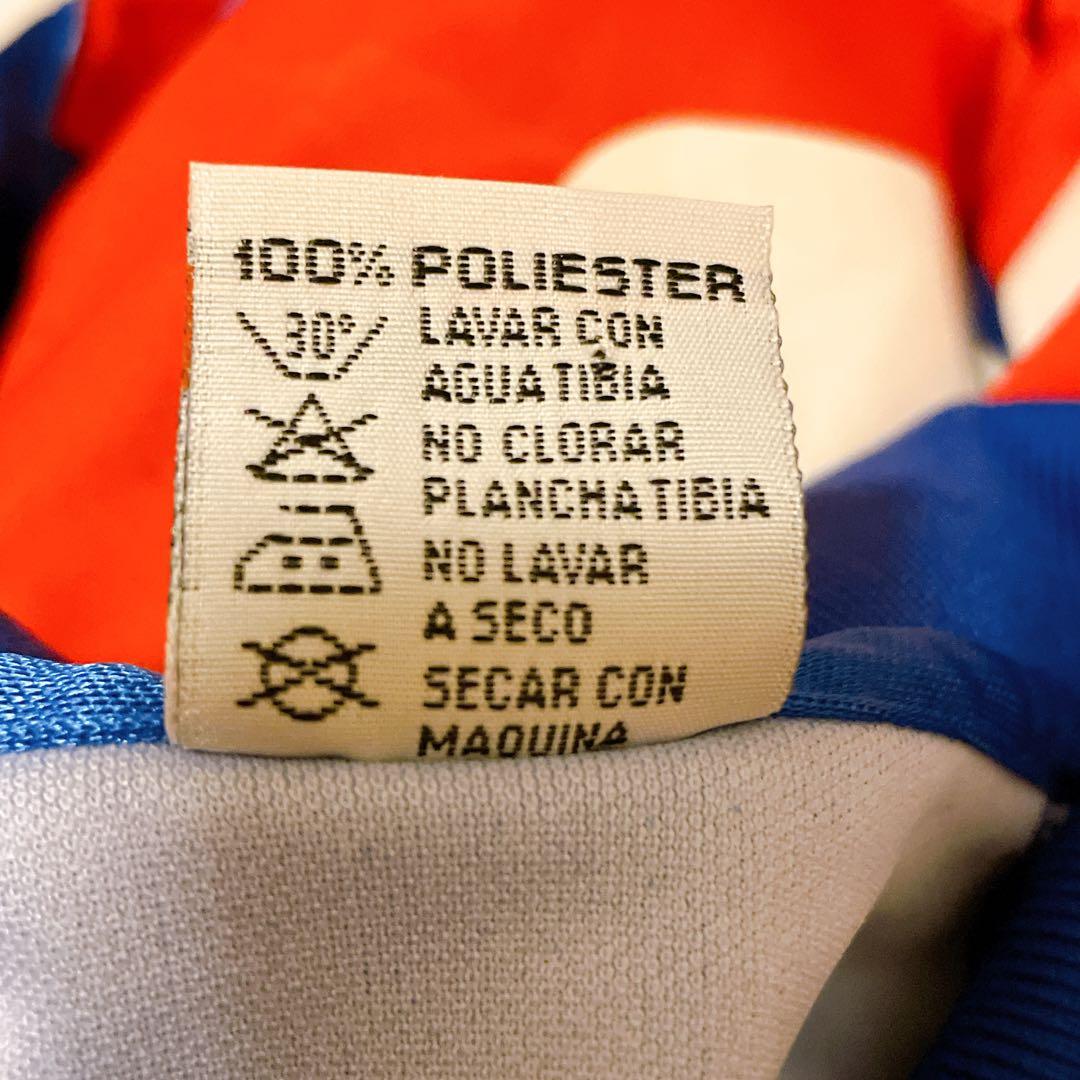 100% POLIESTER
30° LAVAR CON
AGUA TIBIA
NO CLORAR
PLANCHA TIBIA
NO LAVAR
A SECO
SECAR CON
MAQUINA